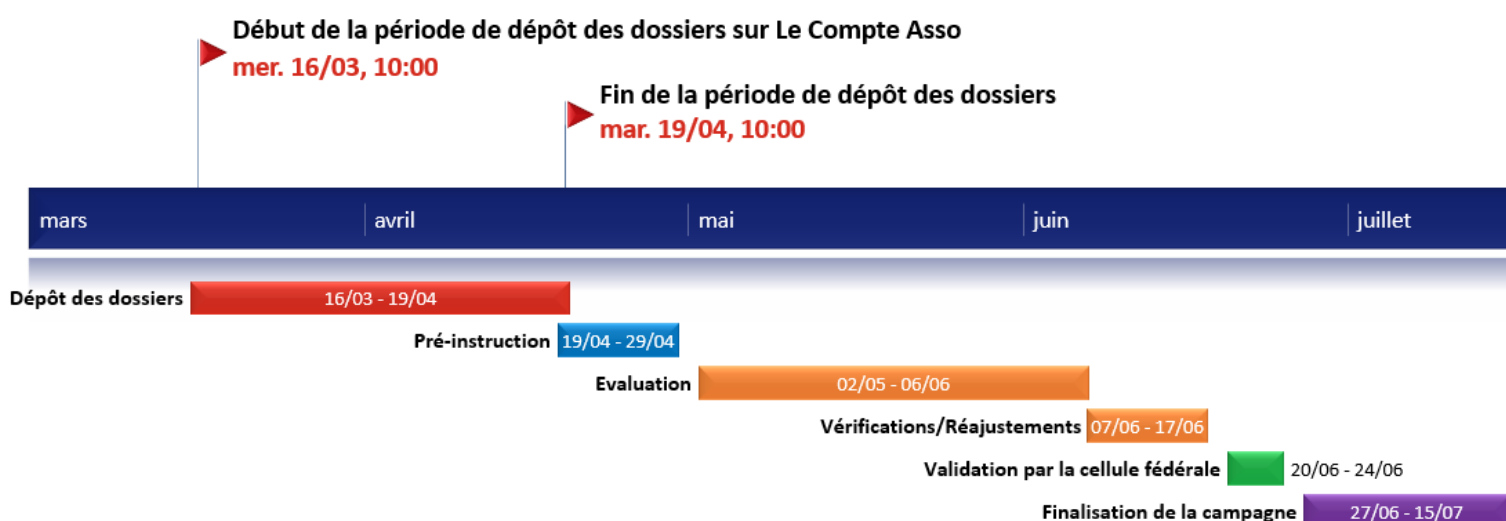 Début de la période de dépôt des dossiers sur Le Compte Asso
mer. 16/03, 10:00
Fin de la période de dépôt des dossiers
mar. 19/04, 10:00
mars avril mai juin juillet
Dépôt des dossiers 16/03 - 19/04
Pré-instruction 19/04 - 29/04
Evaluation 02/05 - 06/06
Vérifications/Réajustements 07/06 - 17/06
Validation par la cellule fédérale 20/06 - 24/06
Finalisation de la campagne 27/06 - 15/07